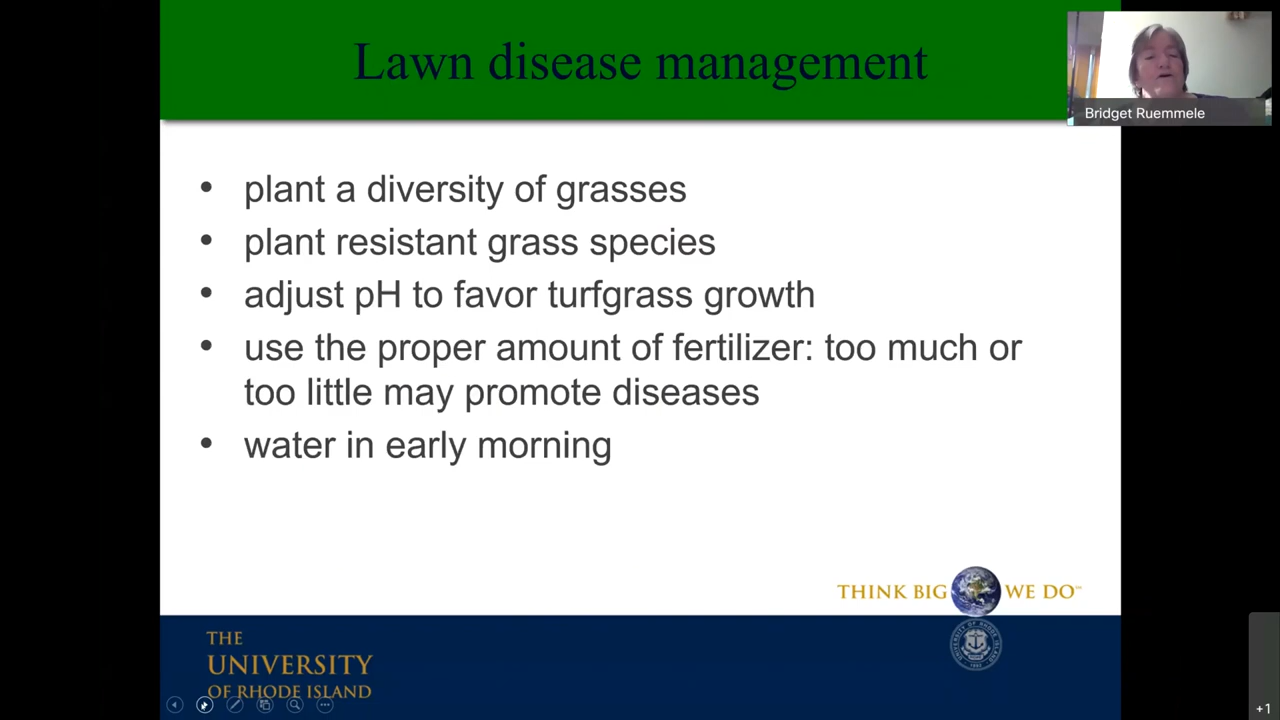 Lawn disease management
Bridget Ruemmele
• plant a diversity of grasses
• plant resistant grass species
• adjust pH to favor turfgrass growth
• use the proper amount of fertilizer: too much or
too little may promote diseases
• water in early morning
THINK BIG WE DO™
THE
UNIVERSITY
OF RHODE ISLAND
+1